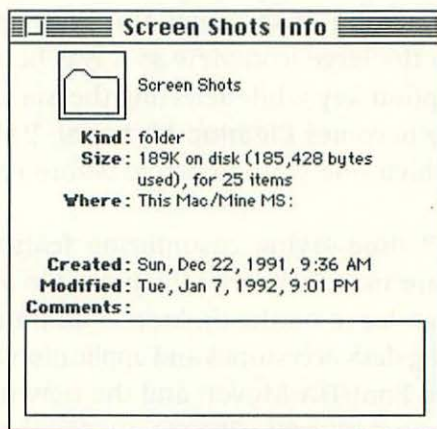 Screen Shots Info
Screen Shots
Kind: folder
Size: 189K on disk (185,428 bytes
used), for 25 items
Where: This Mac/Mine MS:
Created: Sun, Dec 22, 1991, 9:36 AM
Modified: Tue, Jan 7, 1992, 9:01 PM
Comments: